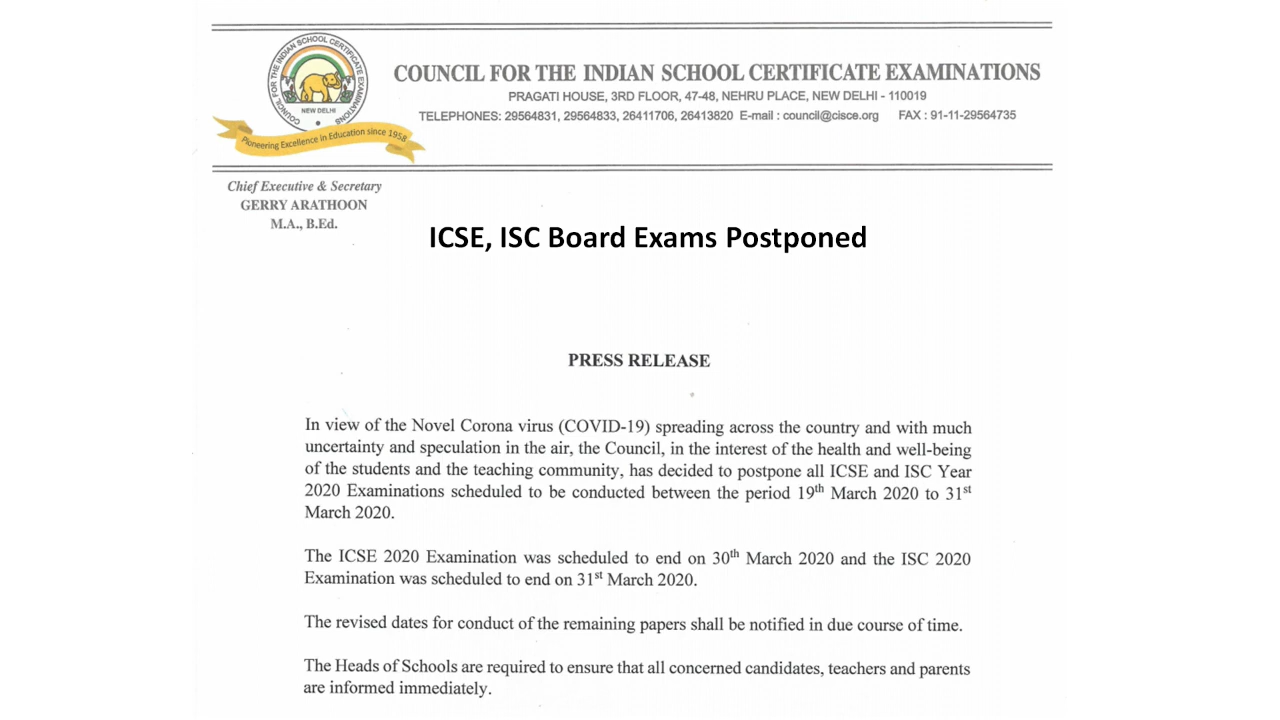 COUNCIL FOR THE INDIAN SCHOOL CERTIFICATE EXAMINATIONS
NEW DELHI
Pioneering Excellence in Education since 1958
COUNCIL FOR THE INDIAN SCHOOL CERTIFICATE EXAMINATIONS
PRAGATI HOUSE, 3RD FLOOR, 47-48, NEHRU PLACE, NEW DELHI - 110019
TELEPHONES: 29564831, 29564833, 26411706, 26413820 E-mail : council@cisce.org FAX : 91-11-29564735
Chief Executive & Secretary
GERRY ARATHOON
M.A., B.Ed.
ICSE, ISC Board Exams Postponed
PRESS RELEASE
In view of the Novel Corona virus (COVID-19) spreading across the country and with much
uncertainty and speculation in the air, the Council, in the interest of the health and well-being
of the students and the teaching community, has decided to postpone all ICSE and ISC Year
2020 Examinations scheduled to be conducted between the period 19th March 2020 to 31st
March 2020.
The ICSE 2020 Examination was scheduled to end on 30th March 2020 and the ISC 2020
Examination was scheduled to end on 31st March 2020.
The revised dates for conduct of the remaining papers shall be notified in due course of time.
The Heads of Schools are required to ensure that all concerned candidates, teachers and parents
are informed immediately.